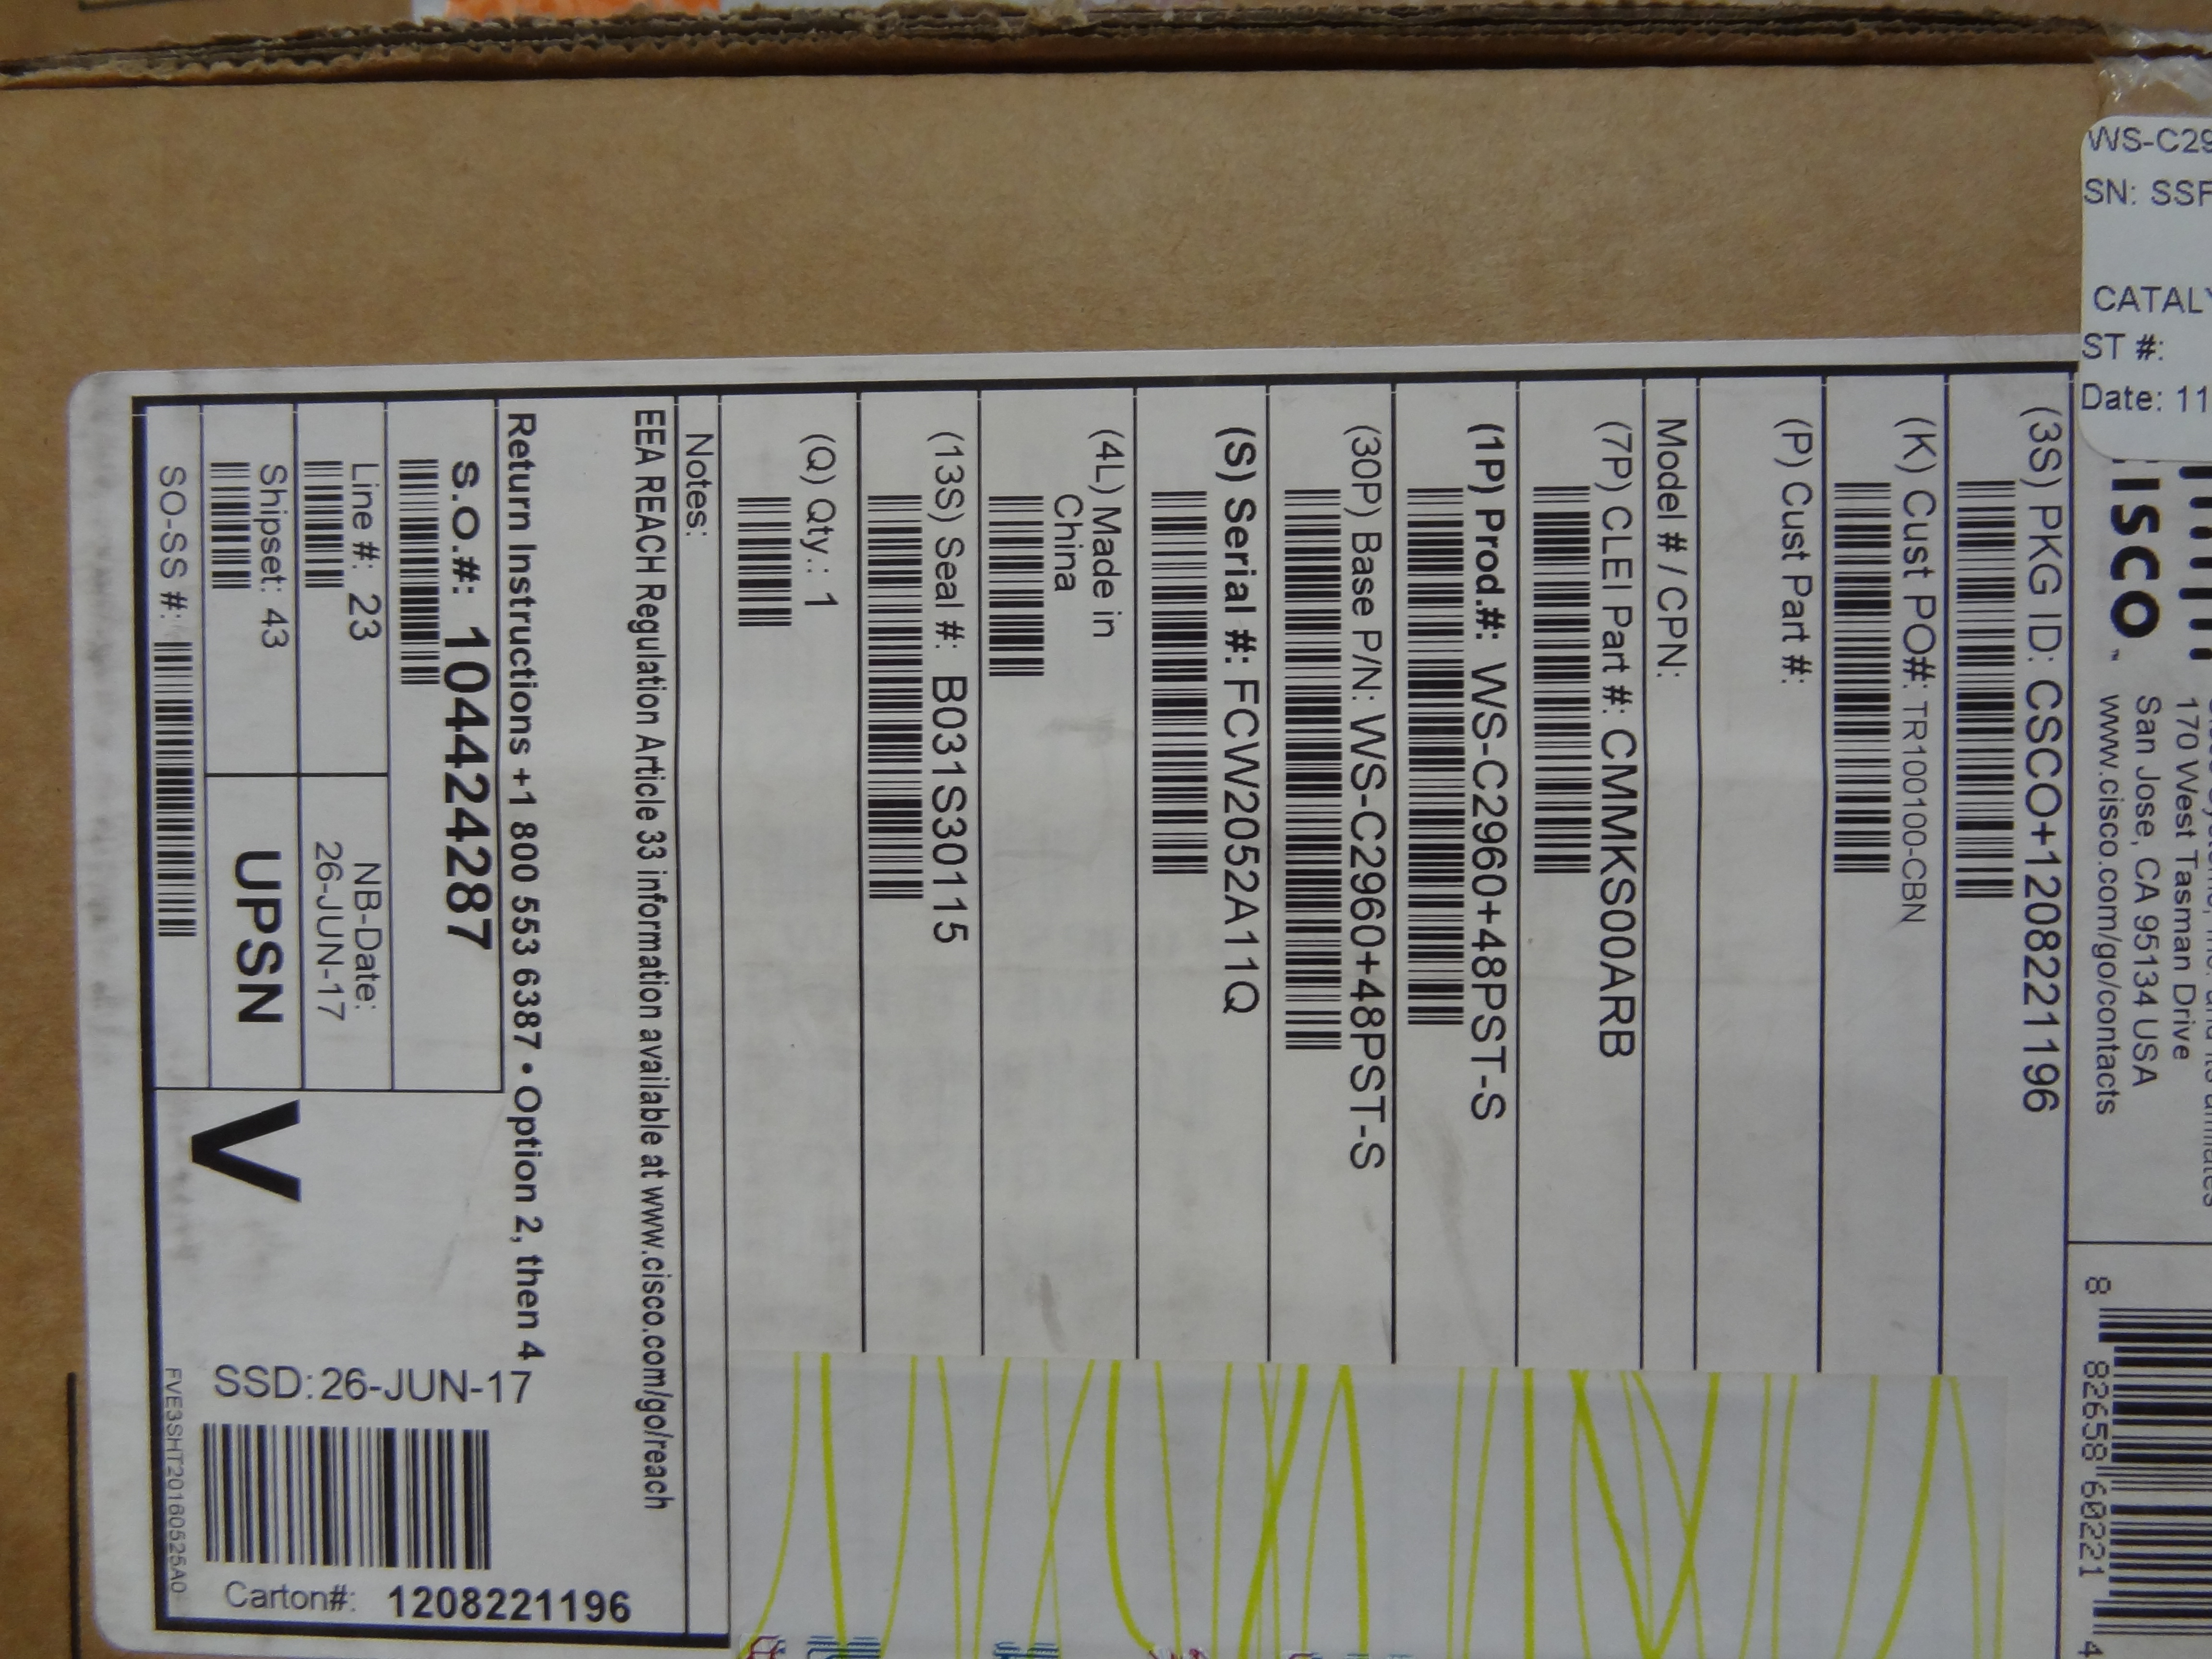 WS-C29
SN: SSF
CATALY
ST #:
Date: 11
ISCO ™
170 West Tasman Drive
San Jose, CA 95134 USA
www.cisco.com/go/contacts
8 82658 60221 4
(3S) PKG ID: CSCO+1208221196
(K) Cust PO#: TR100100-CBN
(P) Cust Part #:
Model # / CPN:
(7P) CLEI Part #: CMMKS00ARB
(1P) Prod.#: WS-C2960+48PST-S
(30P) Base P/N: WS-C2960+48PST-S
(S) Serial #: FCW2052A11Q
(4L) Made in
China
(13S) Seal #: B031S30115
(Q) Qty.: 1
Notes:
EEA REACH Regulation Article 33 information available at www.cisco.com/go/reach
Return Instructions +1 800 553 6387 • Option 2, then 4
S.O.#: 104424287
Line #: 23
NB-Date:
26-JUN-17
Shipset: 43
UPSN
V
SO-SS #:
SSD: 26-JUN-17
Carton#: 1208221196
FVE3SHT20160525A0